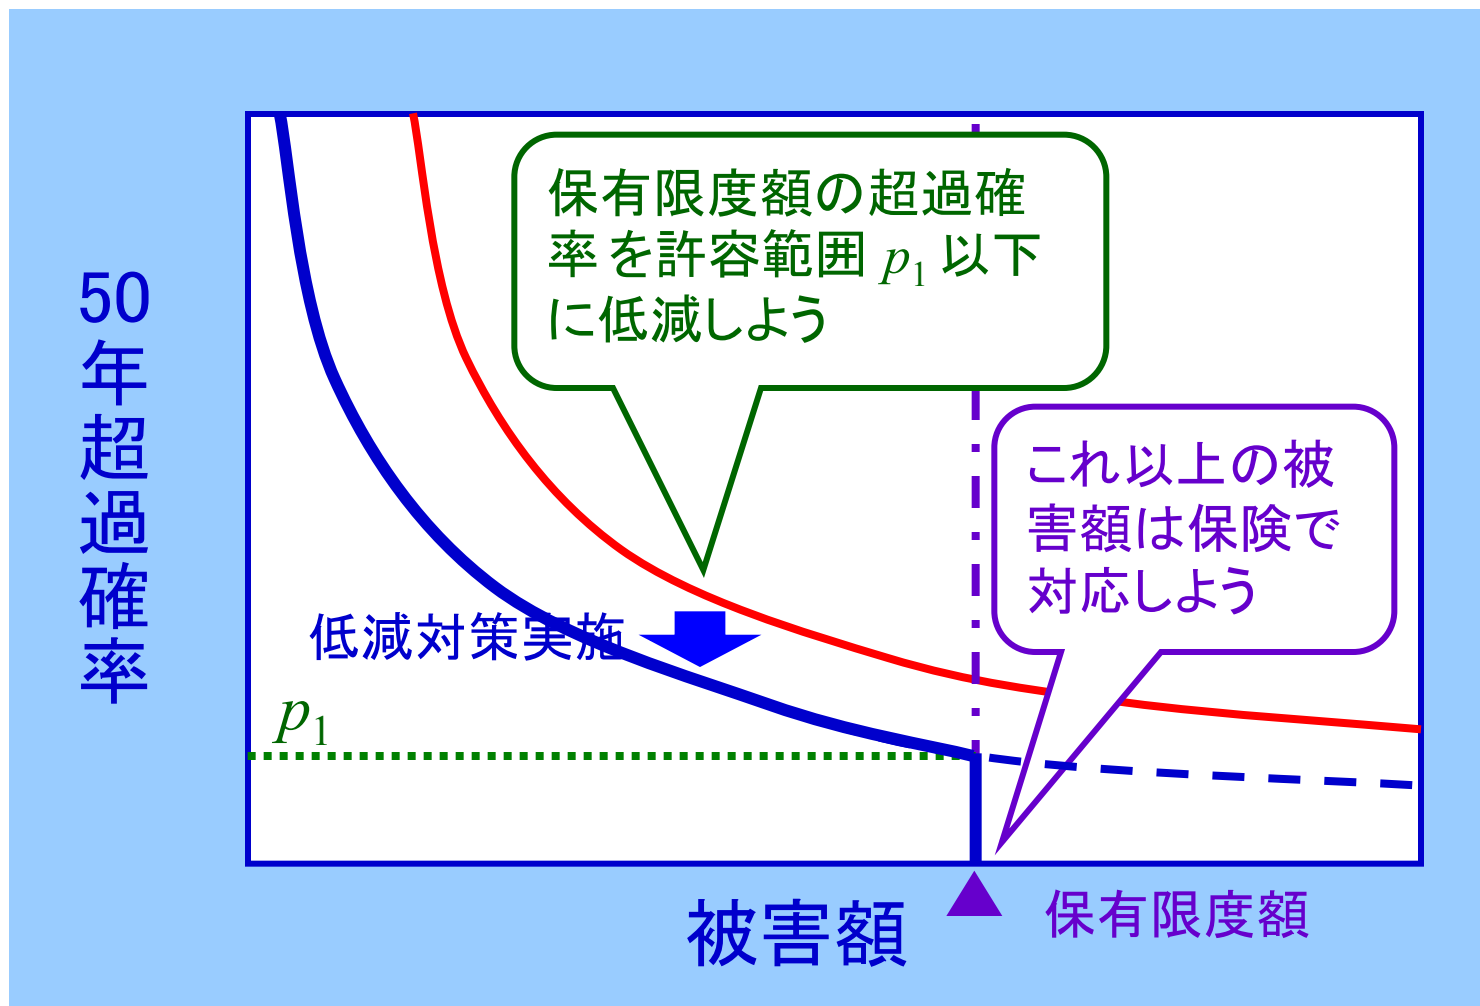 保有限度額の超過確
率を許容範囲 p1 以下
に低減しよう
50
年
超
過
確
率
これ以上の被
害額は保険で
対応しよう
低減対策実施
p1
被害額
保有限度額